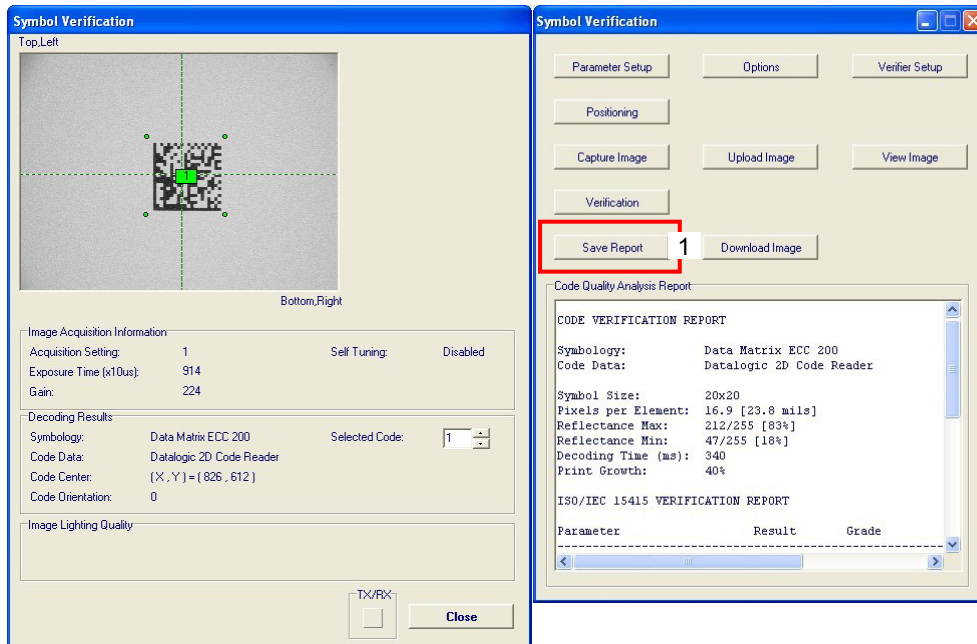 Symbol Verification
Top,Left
1
Bottom,Right
Image Acquisition Information
Acquisition Setting: 1 Self Tuning: Disabled
Exposure Time (x10us): 914
Gain: 224
Decoding Results
Symbology: Data Matrix ECC 200 Selected Code: 1
Code Data: Datalogic 2D Code Reader
Code Center: (X,Y) = (826 , 612)
Code Orientation: 0
Image Lighting Quality
TX/RX
Close
Symbol Verification
Parameter Setup Options Verifier Setup
Positioning
Capture Image Upload Image View Image
Verification
Save Report 1 Download Image
Code Quality Analysis Report
CODE VERIFICATION REPORT
Symbology: Data Matrix ECC 200
Code Data: Datalogic 2D Code Reader
Symbol Size: 20x20
Pixels per Element: 16.9 [23.8 mils]
Reflectance Max: 212/255 [83%]
Reflectance Min: 47/255 [18%]
Decoding Time (ms): 340
Print Growth: 40%
ISO/IEC 15415 VERIFICATION REPORT
Parameter Result Grade
--------------------------------------------------